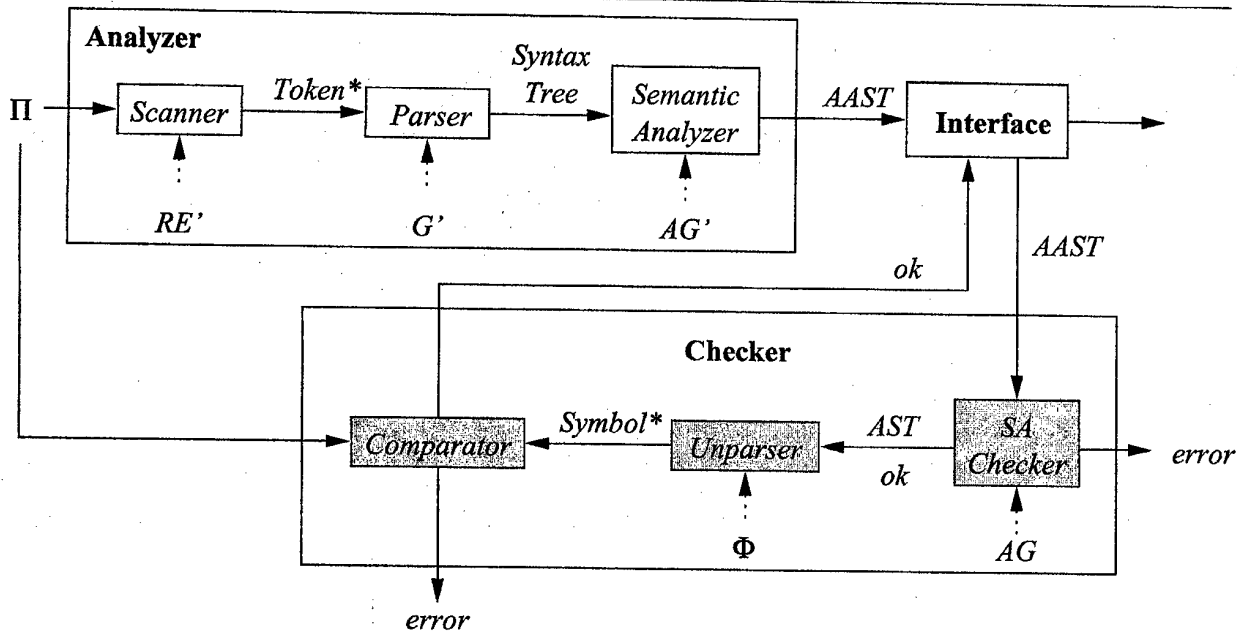 Analyzer
Π
Scanner
Token*
Parser
Syntax
Tree
Semantic
Analyzer
AAST
Interface
RE'
G'
AG'
ok
AAST
Checker
Comparator
Symbol*
Unparser
AST
ok
SA
Checker
error
Φ
AG
error